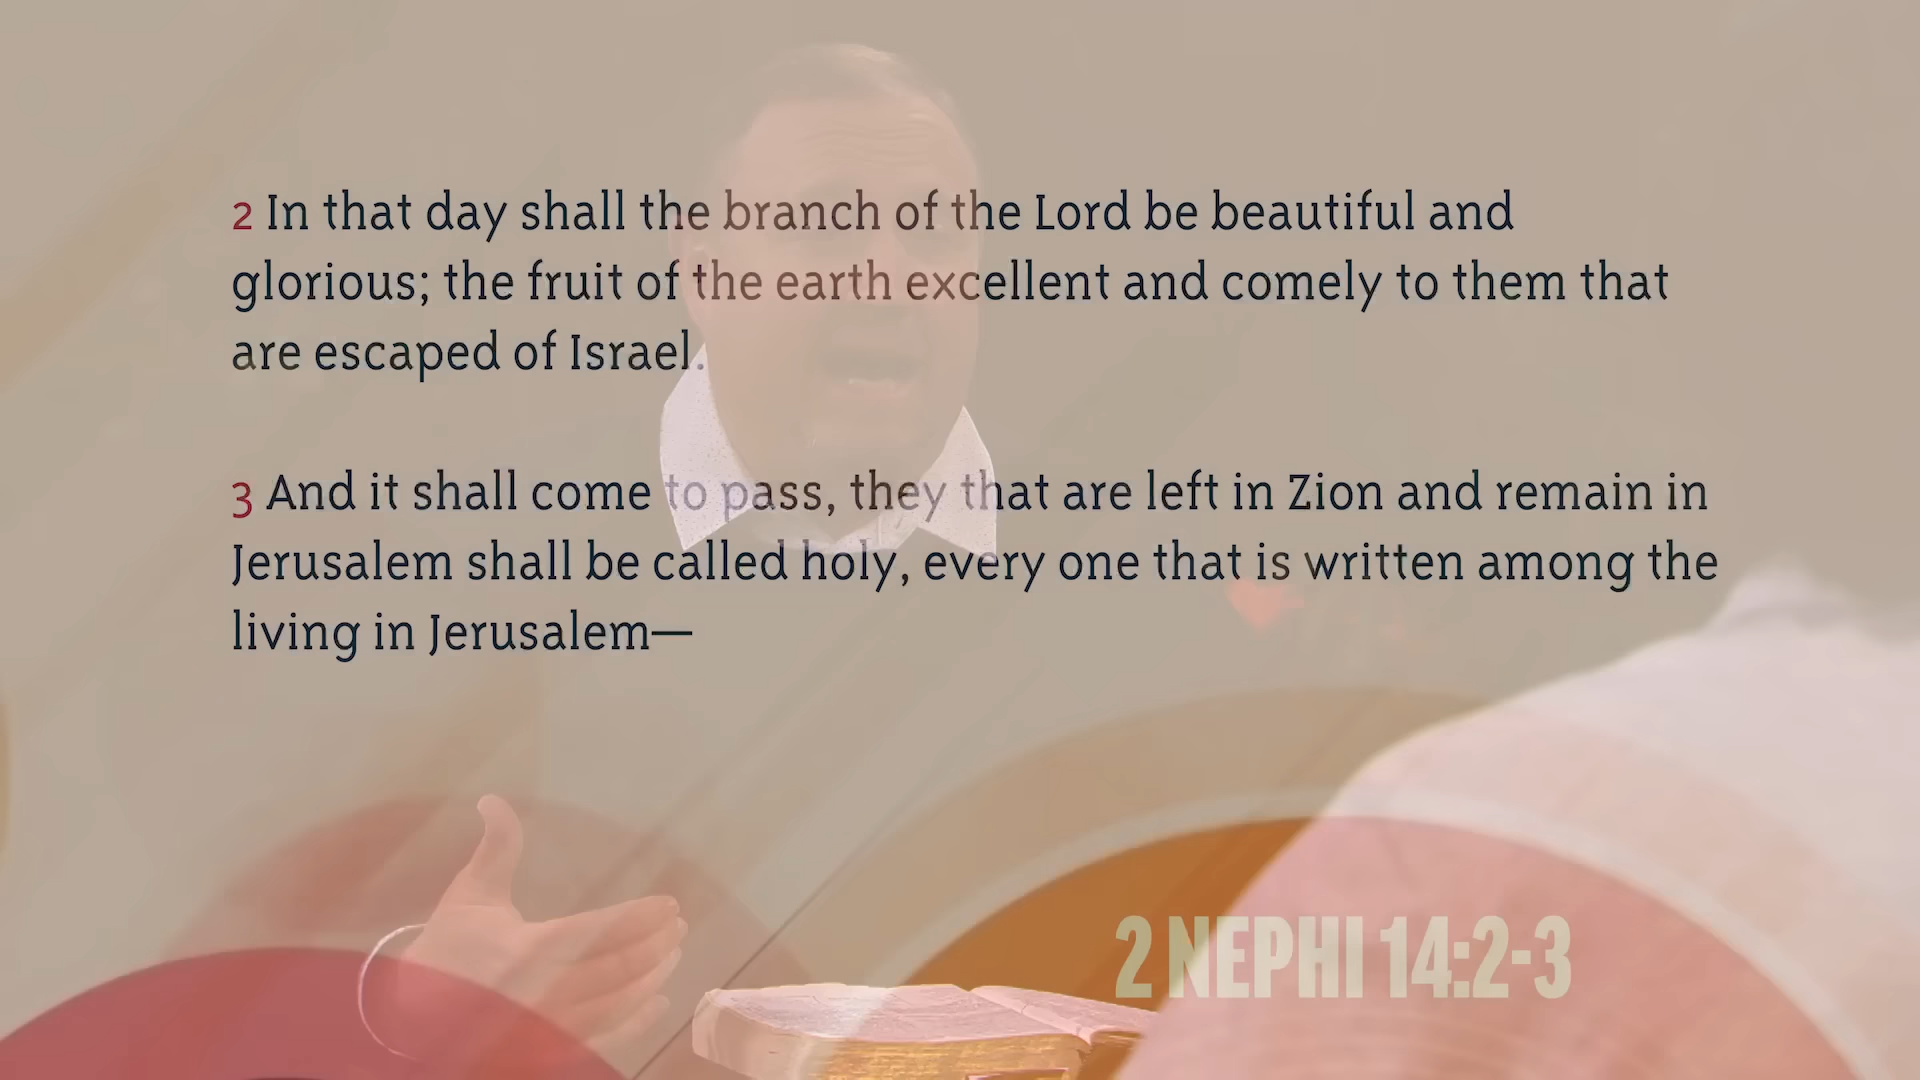 2 In that day shall the branch of the Lord be beautiful and
glorious; the fruit of the earth excellent and comely to them that
are escaped of Israel.
3 And it shall come to pass, they that are left in Zion and remain in
Jerusalem shall be called holy, every one that is written among the
living in Jerusalem—
2 NEPHI 14:2-3